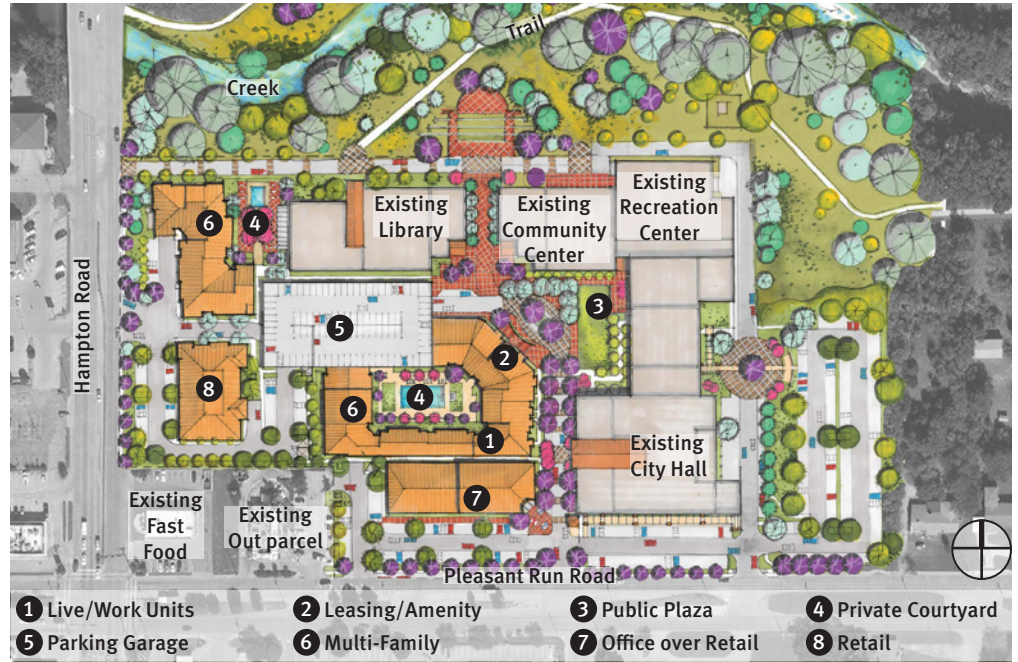 Trail
Creek
Hampton Road
6
4
Existing
Library
Existing
Community
Center
Existing
Recreation
Center
3
5
2
8
6
4
1
7
Existing
City Hall
Existing
Fast
Food
Existing
Out parcel
Pleasant Run Road
1 Live/Work Units
2 Leasing/Amenity
3 Public Plaza
4 Private Courtyard
5 Parking Garage
6 Multi-Family
7 Office over Retail
8 Retail